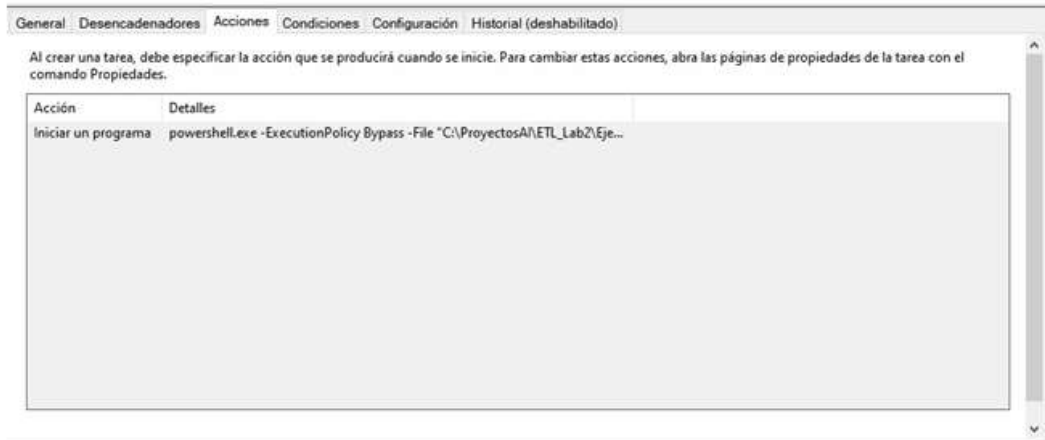 General Desencadenadores Acciones Condiciones Configuración Historial (deshabilitado)
Al crear una tarea, debe especificar la acción que se producirá cuando se inicie. Para cambiar estas acciones, abra las páginas de propiedades de la tarea con el
comando Propiedades.
Acción Detalles
Iniciar un programa powershell.exe -ExecutionPolicy Bypass -File "C:\ProyectosAI\ETL_Lab2\Eje...